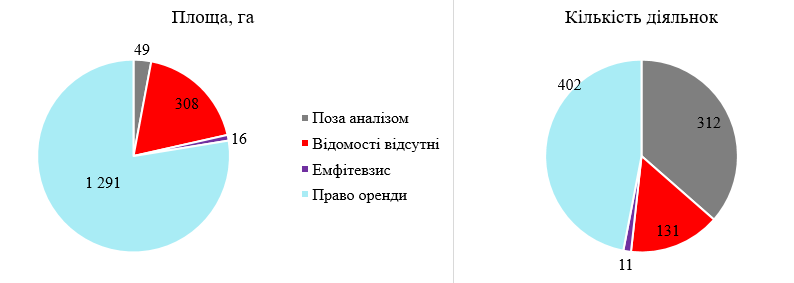 Площа, га
49
308
16
1 291
Поза аналізом
Відомості відсутні
Емфітевзис
Право оренди
Кількість діяльнок
402
312
131
11